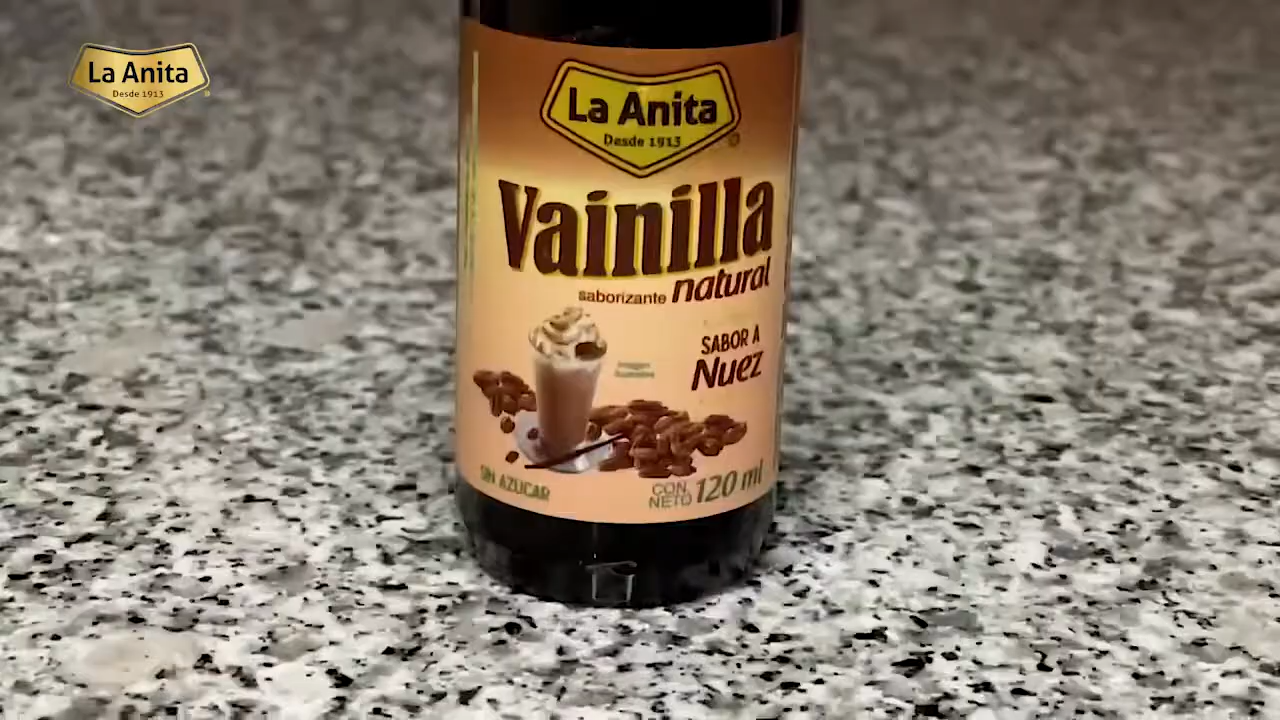 La Anita
Desde 1913
La Anita
Desde 1913
Vainilla
saborizante natural
SABOR A
Nuez
SIN AZUCAR
CON.
NETO 120 ml